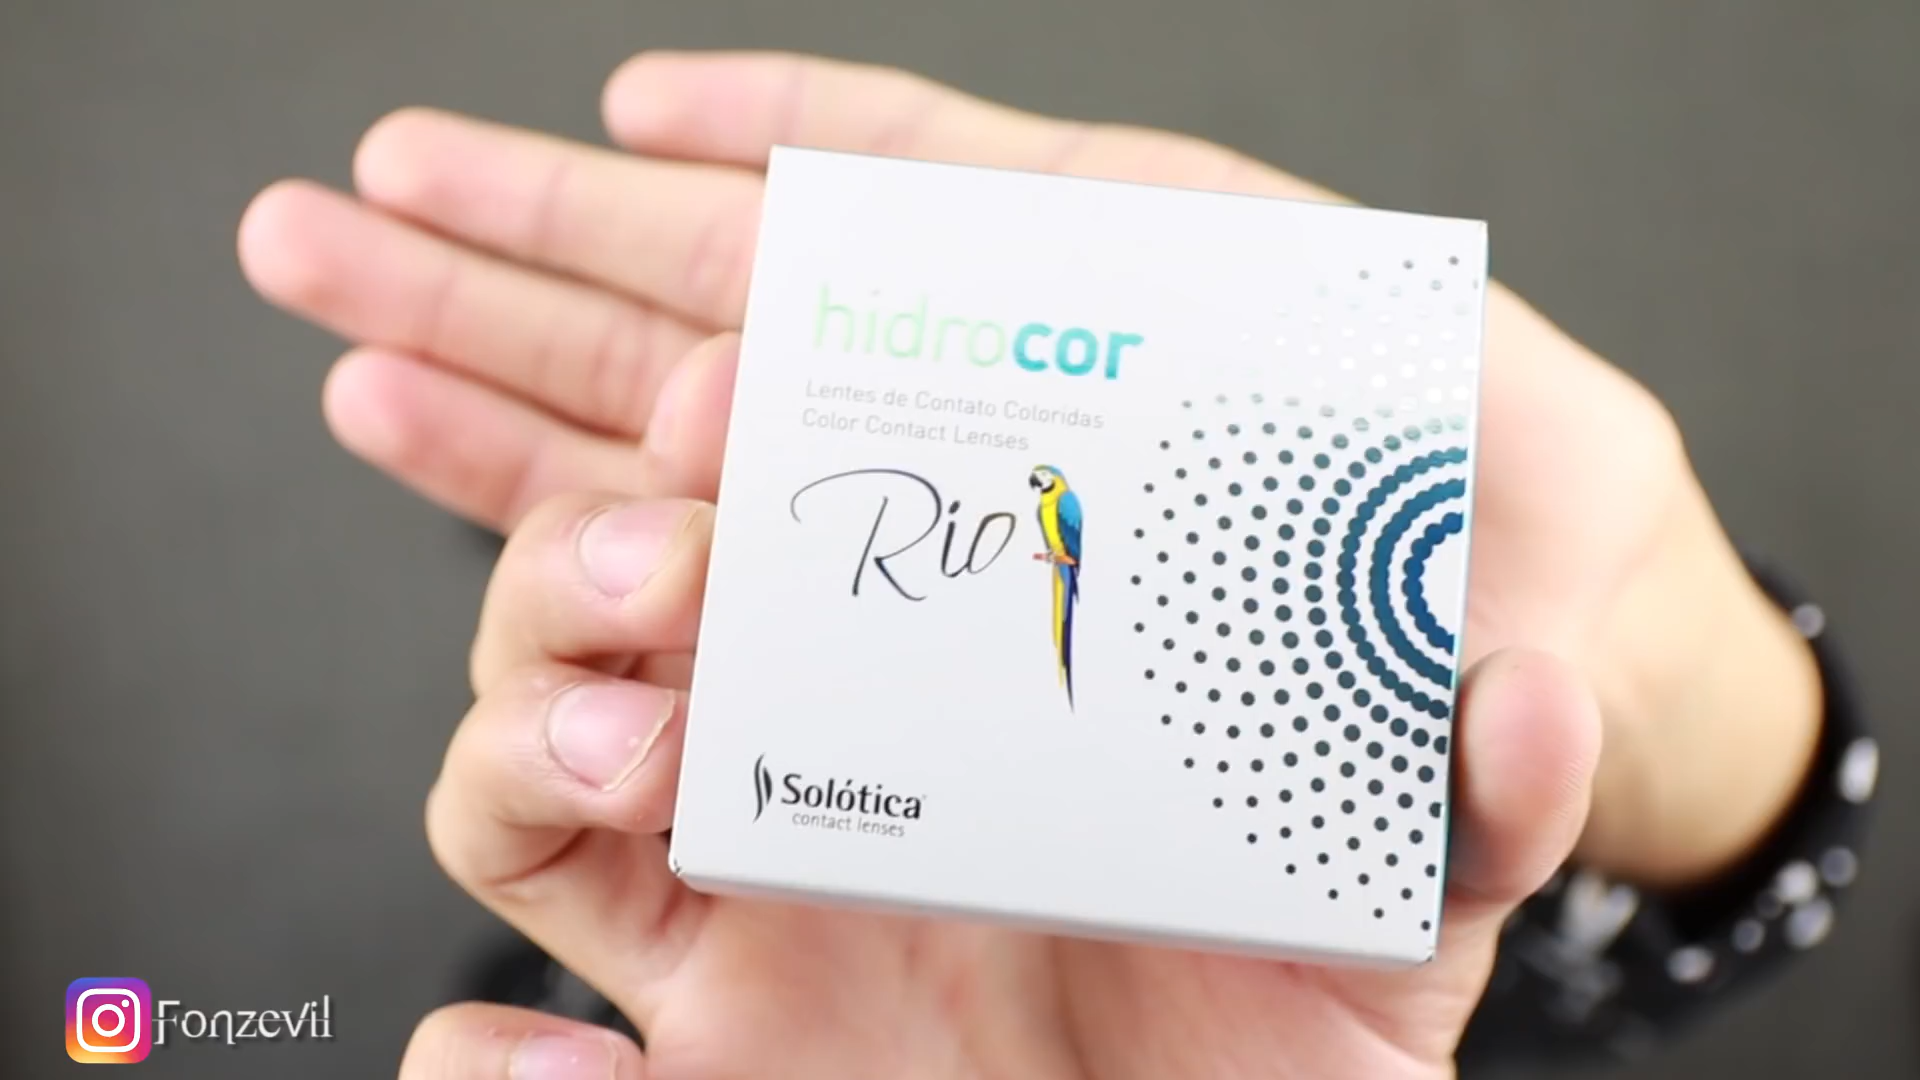 hidrocor
Lentes de Contato Coloridas
Color Contact Lenses
Rio
Solótica
contact lenses
Fonzevil